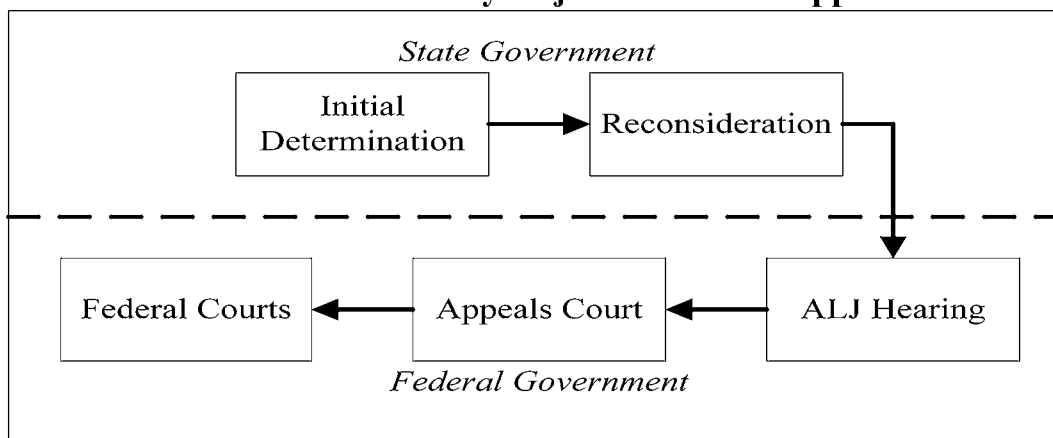 State Government
Initial
Determination
Reconsideration
Federal Courts
Appeals Court
ALJ Hearing
Federal Government